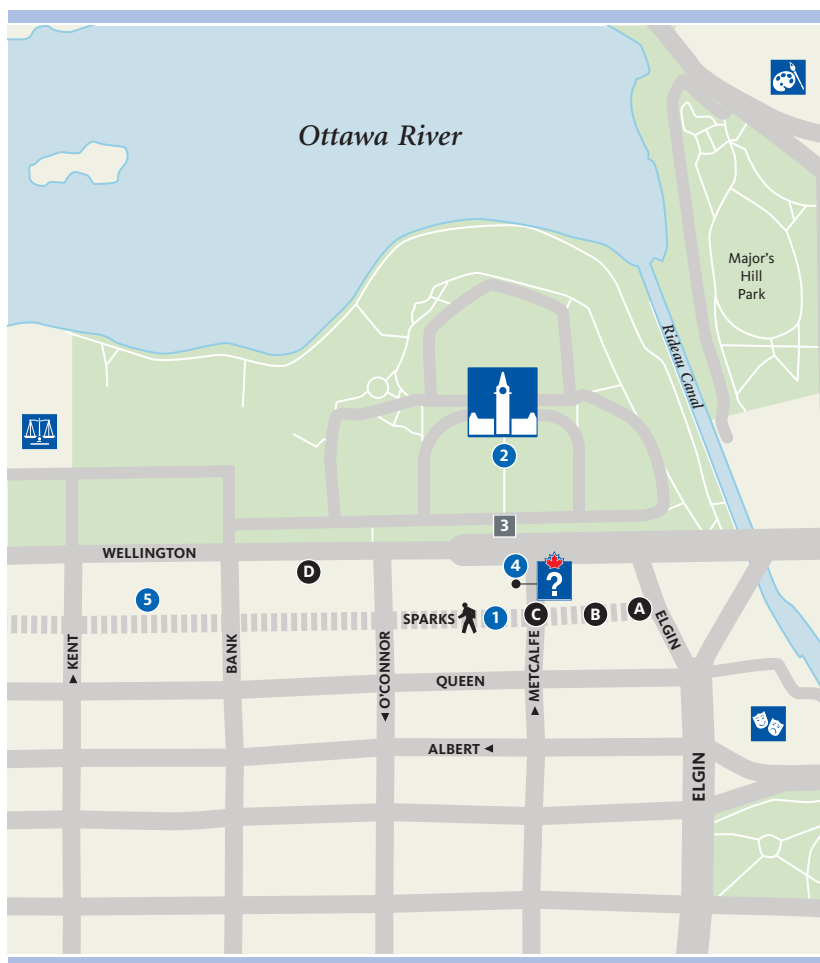 Ottawa River
Major's
Hill
Park
Rideau Canal
2
3
WELLINGTON
D
4
?
5
SPARKS
1
C
B
A
ELGIN
KENT
BANK
O'CONNOR
METCALFE
QUEEN
ALBERT
ELGIN